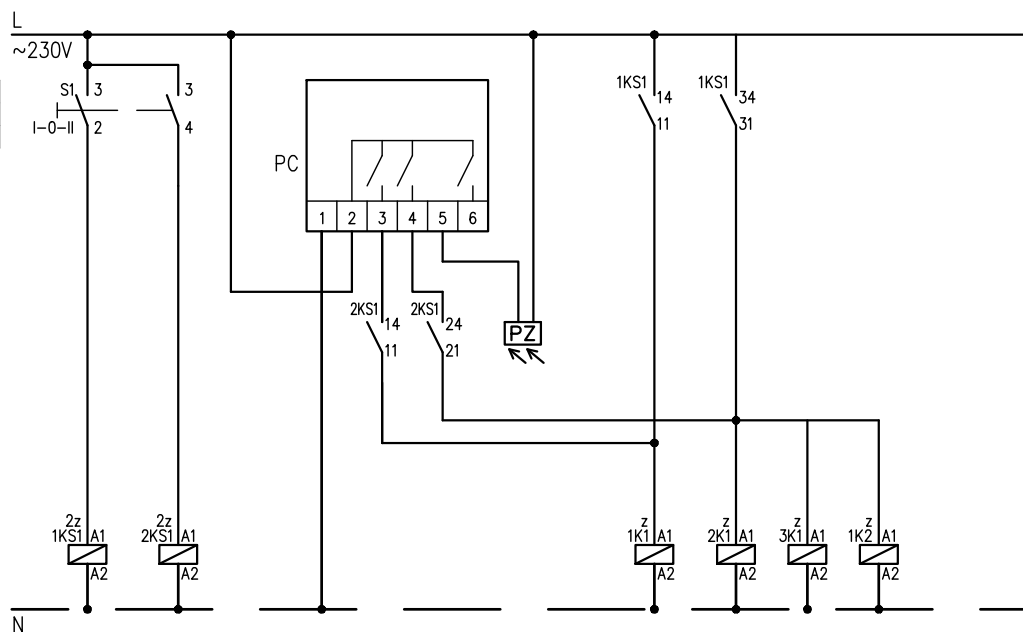 L
~230V
S1 3 3
I-0-II 2 4
1KS1 14 1KS1 34
11 31
PC
1 2 3 4 5 6
2KS1 14 2KS1 24
11 21
PZ
2z 2z z z z z
1KS1 A1 2KS1 A1 1K1 A1 2K1 A1 3K1 A1 1K2 A1
A2 A2 A2 A2 A2 A2
N